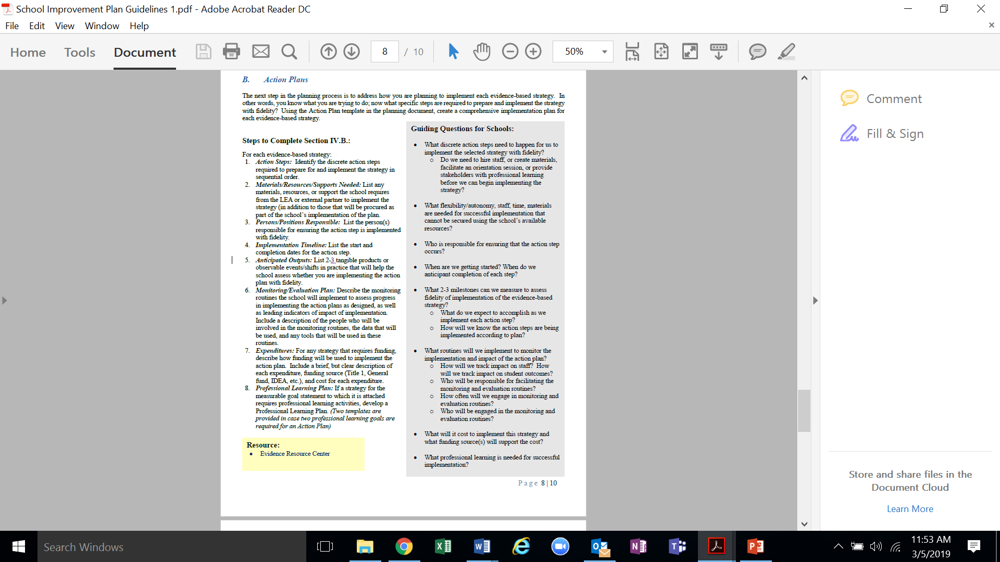 School Improvement Plan Guidelines 1.pdf - Adobe Acrobat Reader DC
File Edit View Window Help
Home Tools Document 8 / 10 50%
B. Action Plans
The next step in the planning process is to address how you are planning to implement each evidence-based strategy. In
other words, you know what you are trying to do; now what specific steps are required to prepare and implement the strategy
with fidelity? Using the Action Plan template in the planning document, create a comprehensive implementation plan for
each evidence-based strategy.
Steps to Complete Section IV.B.:
For each evidence-based strategy:
1. Action Steps: Identify the discrete action steps
required to prepare for and implement the strategy in
sequential order.
2. Materials/Resources/Supports Needed: List any
materials, resources, or support the school requires
from the LEA or external partner to implement the
strategy (in addition to those that will be procured as
part of the school's implementation of the plan.
3. Persons/Positions Responsible: List the person(s)
responsible for ensuring the action step is implemented
with fidelity.
4. Implementation Timeline: List the start and
completion dates for the action step.
5. Anticipated Outputs: List 2-3 tangible products or
observable events/shifts in practice that will help the
school assess whether you are implementing the action
plan with fidelity.
6. Monitoring/Evaluation Plan: Describe the monitoring
routines the school will implement to assess progress
in implementing the action plans as designed, as well
as leading indicators of impact of implementation.
Include a description of the people who will be
involved in the monitoring routines, the data that will
be used, and any tools that will be used in these
routines.
7. Expenditures: For any strategy that requires funding,
describe how funding will be used to implement the
action plan. Include a brief, but clear description of
each expenditure, funding source (Title 1, General
fund, IDEA, etc.), and cost for each expenditure.
8. Professional Learning Plan: If a strategy for the
measurable goal statement to which it is attached
requires professional learning activities, develop a
Professional Learning Plan. (Two templates are
provided in case two professional learning goals are
required for an Action Plan)
Resource:
• Evidence Resource Center
Guiding Questions for Schools:
• What discrete action steps need to happen for us to
implement the selected strategy with fidelity?
o Do we need to hire staff, or create materials,
facilitate an orientation session, or provide
stakeholders with professional learning
before we can begin implementing the
strategy?
• What flexibility/autonomy, staff, time, materials
are needed for successful implementation that
cannot be secured using the school's available
resources?
• Who is responsible for ensuring that the action step
occurs?
• When are we getting started? When do we
anticipant completion of each step?
• What 2-3 milestones can we measure to assess
fidelity of implementation of the evidence-based
strategy?
o What do we expect to accomplish as we
implement each action step?
o How will we know the action steps are being
implemented according to plan?
• What routines will we implement to monitor the
implementation and impact of the action plan?
o How will we track impact on staff? How
will we track impact on student outcomes?
o Who will be responsible for facilitating the
monitoring and evaluation routines?
o How often will we engage in monitoring and
evaluation routines?
o Who will be engaged in the monitoring and
evaluation routines?
• What will it cost to implement this strategy and
what funding source(s) will support the cost?
• What professional learning is needed for successful
implementation?
Page 8 | 10
Comment
Fill & Sign
Store and share files in the
Document Cloud
Learn More
Search Windows
11:53 AM
3/5/2019